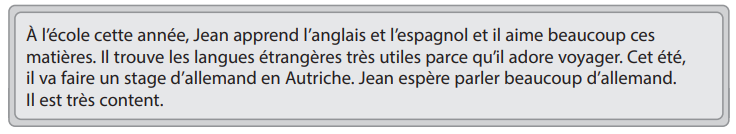 À l’école cette année, Jean apprend l’anglais et l’espagnol et il aime beaucoup ces
matières. Il trouve les langues étrangères très utiles parce qu’il adore voyager. Cet été,
il va faire un stage d’allemand en Autriche. Jean espère parler beaucoup d’allemand.
Il est très content.